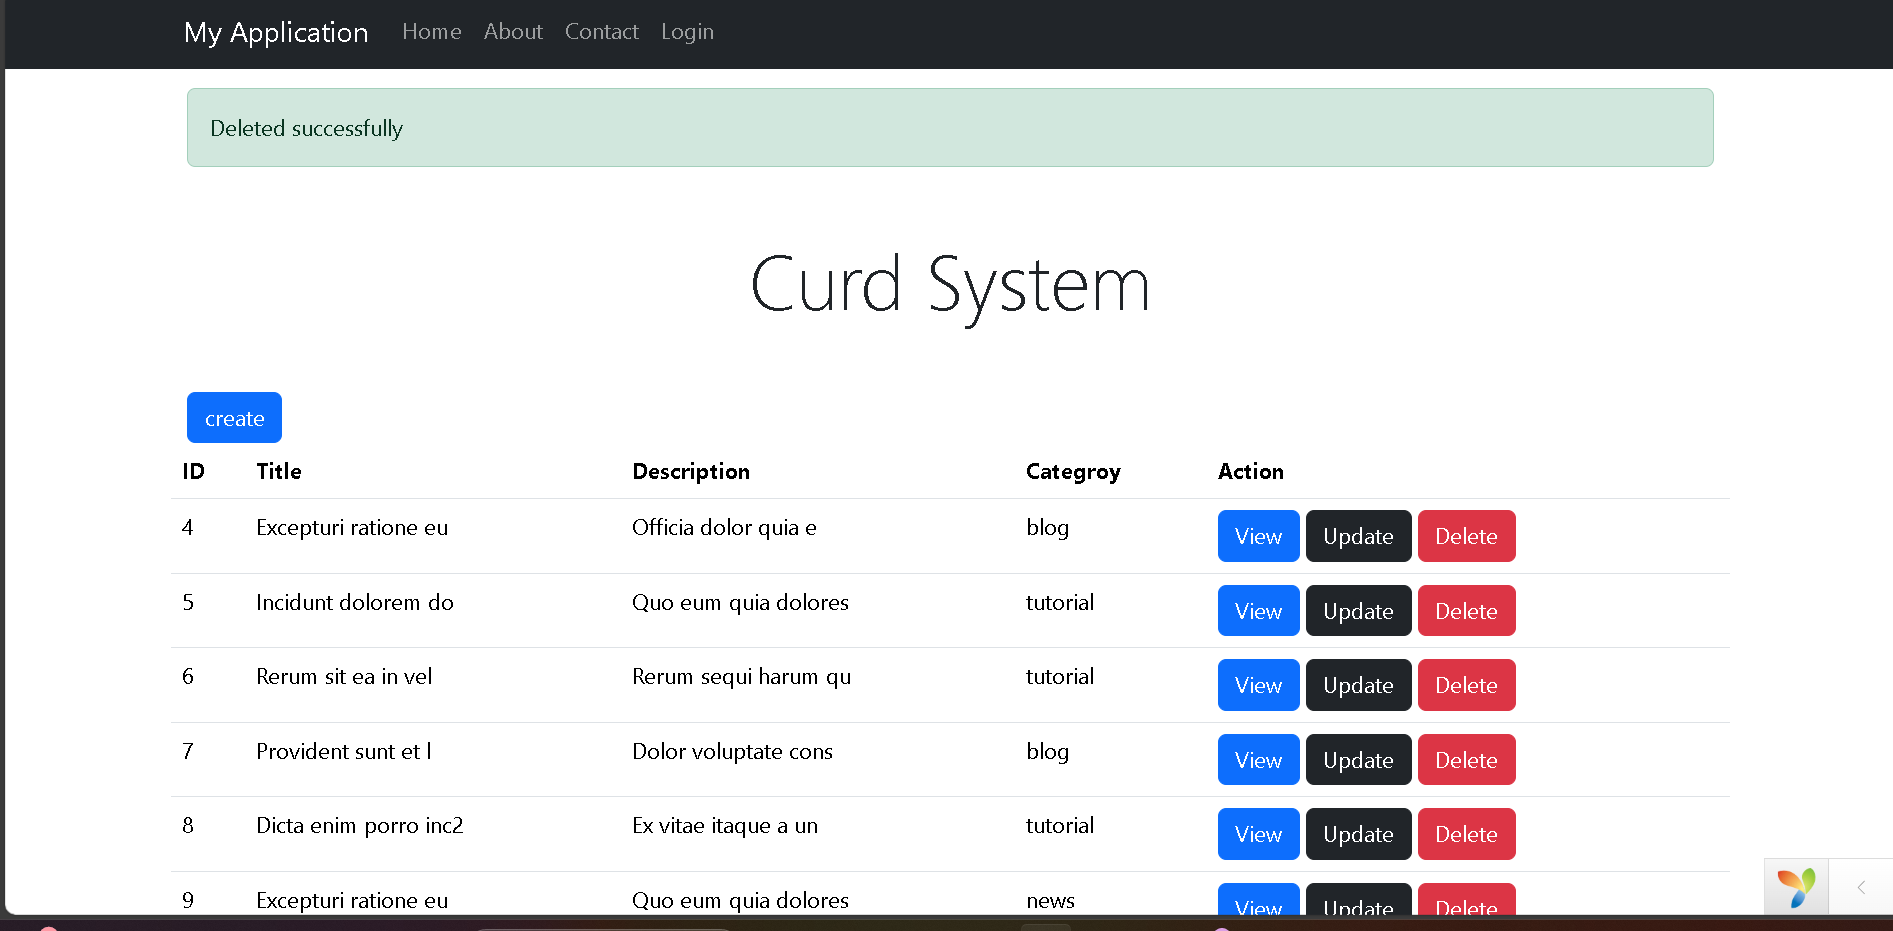 My Application Home About Contact Login
Deleted successfully
Curd System
create
ID Title Description Categroy Action
4 Excepturi ratione eu Officia dolor quia e blog View Update Delete
5 Incidunt dolorem do Quo eum quia dolores tutorial View Update Delete
6 Rerum sit ea in vel Rerum sequi harum qu tutorial View Update Delete
7 Provident sunt et l Dolor voluptate cons blog View Update Delete
8 Dicta enim porro inc2 Ex vitae itaque a un tutorial View Update Delete
9 Excepturi ratione eu Quo eum quia dolores news View Update Delete